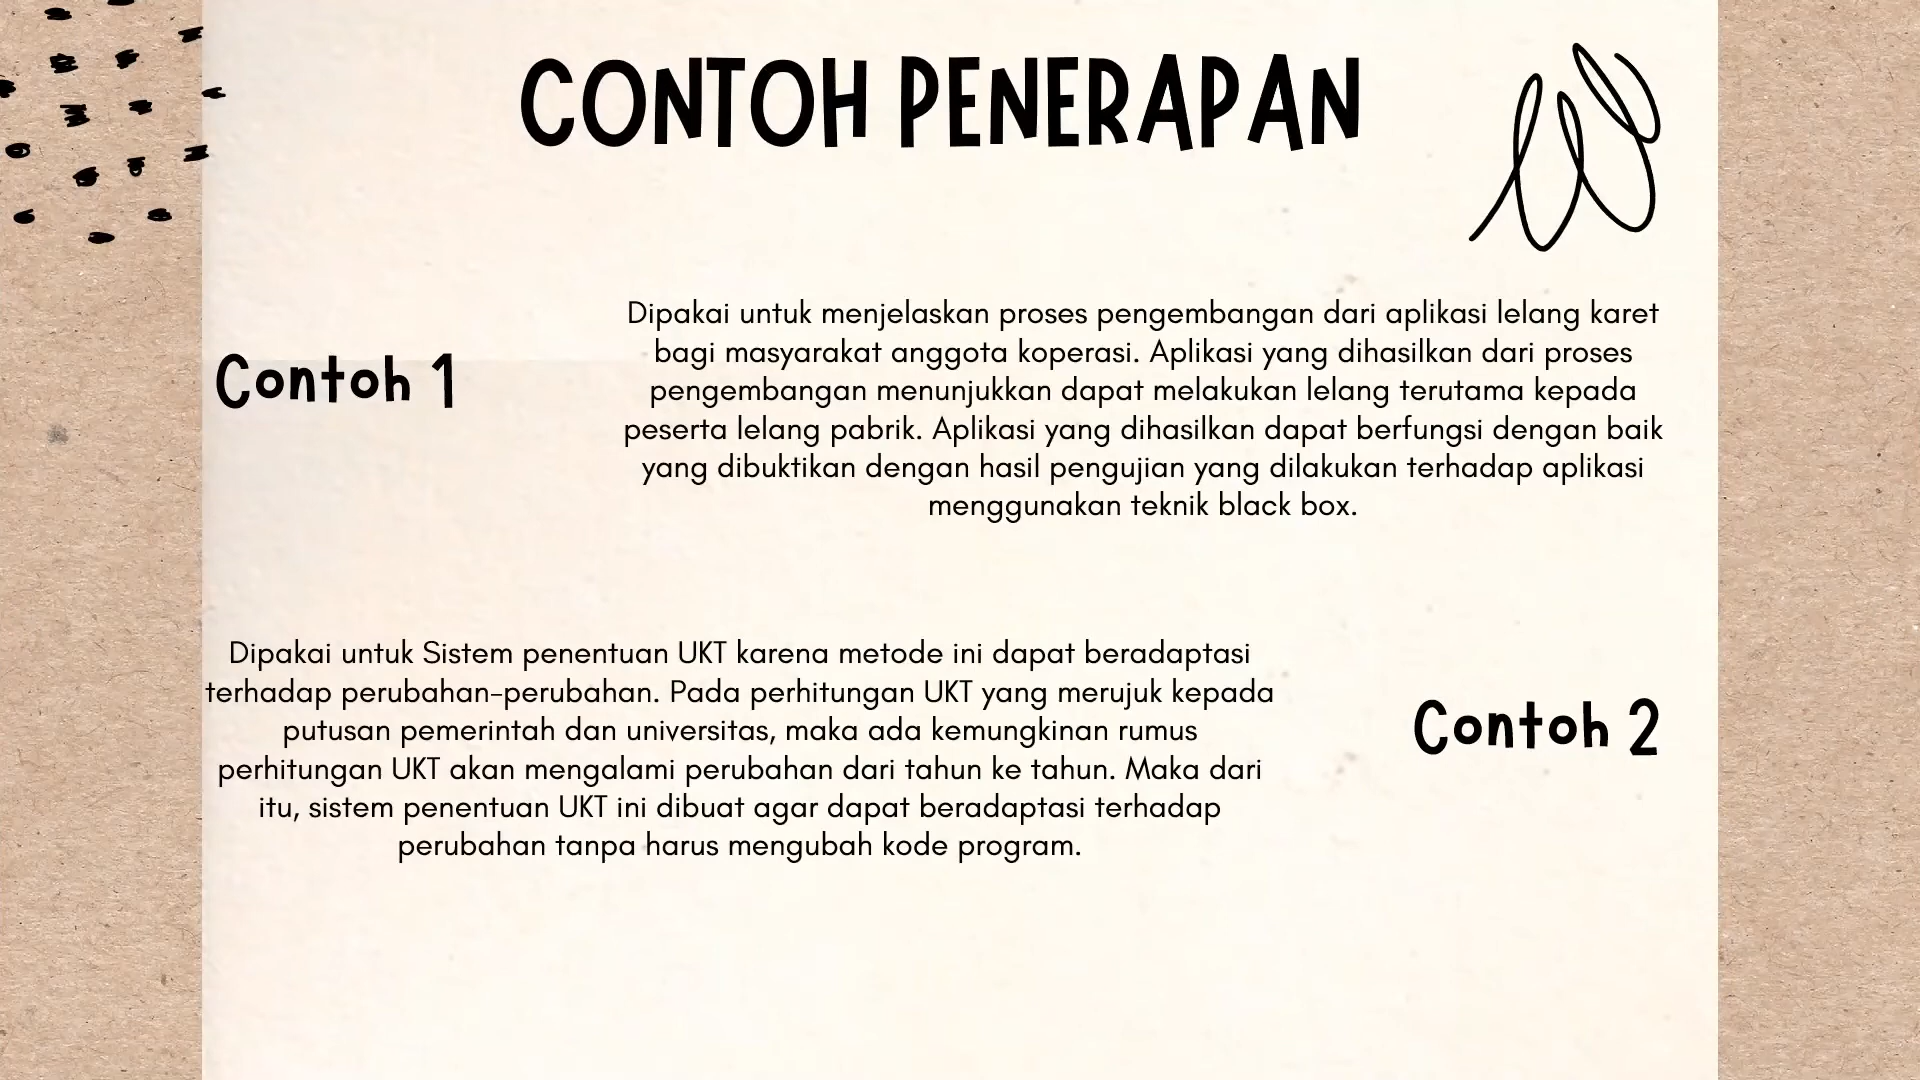 CONTOH PENERAPAN
Contoh 1
Dipakai untuk menjelaskan proses pengembangan dari aplikasi lelang karet
bagi masyarakat anggota koperasi. Aplikasi yang dihasilkan dari proses
pengembangan menunjukkan dapat melakukan lelang terutama kepada
peserta lelang pabrik. Aplikasi yang dihasilkan dapat berfungsi dengan baik
yang dibuktikan dengan hasil pengujian yang dilakukan terhadap aplikasi
menggunakan teknik black box.
Dipakai untuk Sistem penentuan UKT karena metode ini dapat beradaptasi
terhadap perubahan-perubahan. Pada perhitungan UKT yang merujuk kepada
putusan pemerintah dan universitas, maka ada kemungkinan rumus
perhitungan UKT akan mengalami perubahan dari tahun ke tahun. Maka dari
itu, sistem penentuan UKT ini dibuat agar dapat beradaptasi terhadap
perubahan tanpa harus mengubah kode program.
Contoh 2